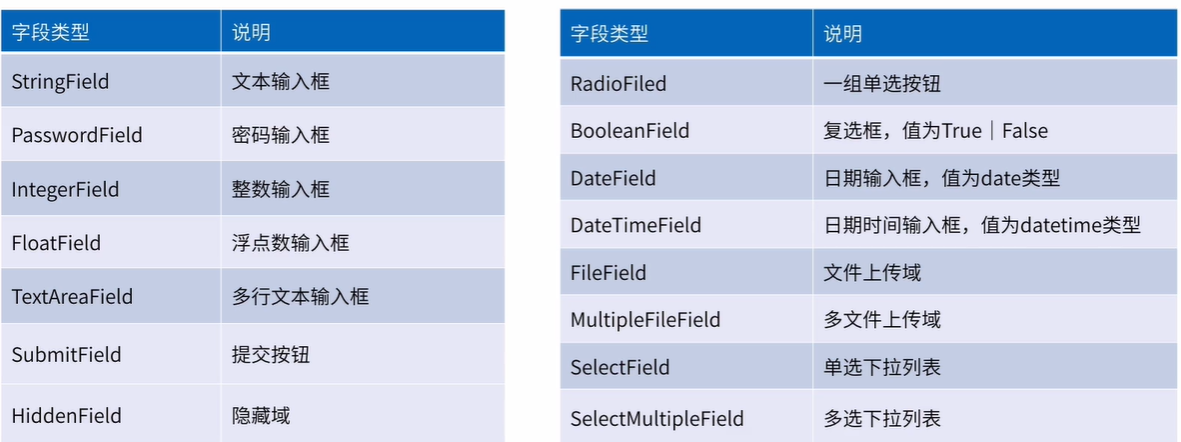 字段类型 说明
StringField 文本输入框
PasswordField 密码输入框
IntegerField 整数输入框
FloatField 浮点数输入框
TextAreaField 多行文本输入框
SubmitField 提交按钮
HiddenField 隐藏域
字段类型 说明
RadioFiled 一组单选按钮
BooleanField 复选框，值为True｜False
DateField 日期输入框，值为date类型
DateTimeField 日期时间输入框，值为datetime类型
FileField 文件上传域
MultipleFileField 多文件上传域
SelectField 单选下拉列表
SelectMultipleField 多选下拉列表